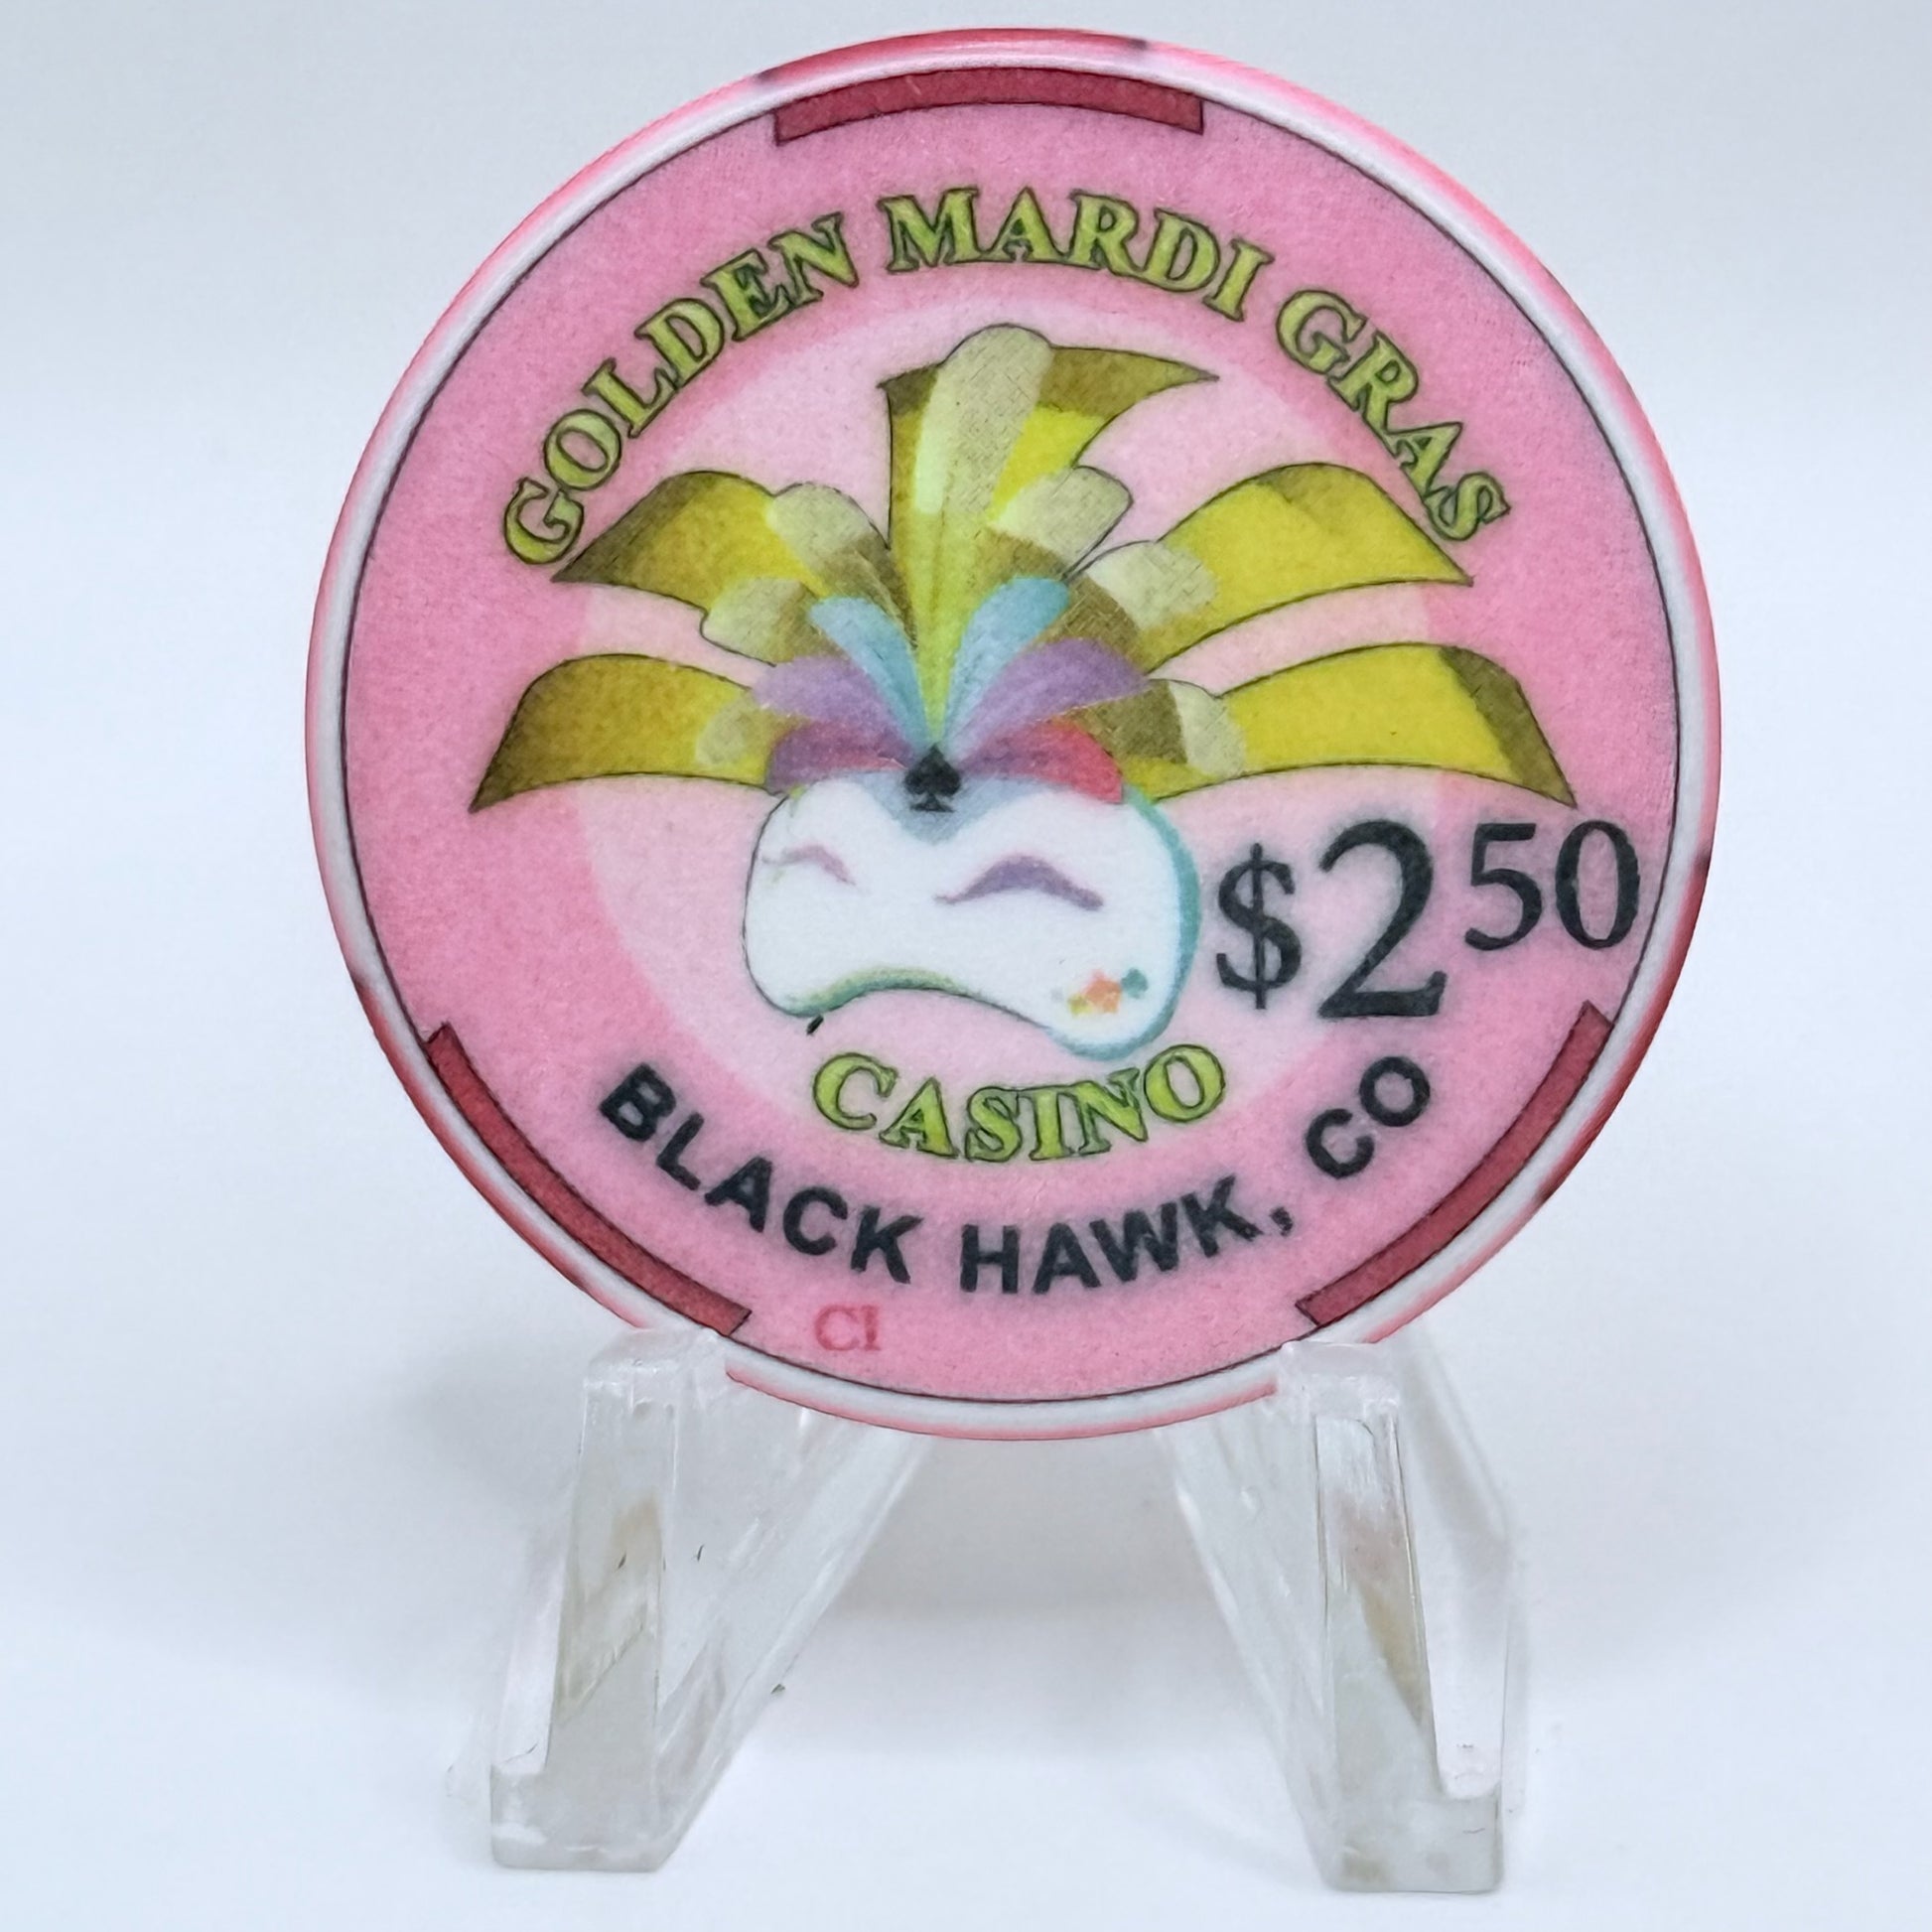 GOLDEN MARDI GRAS
$2 50
CASINO
BLACK HAWK, CO
CI